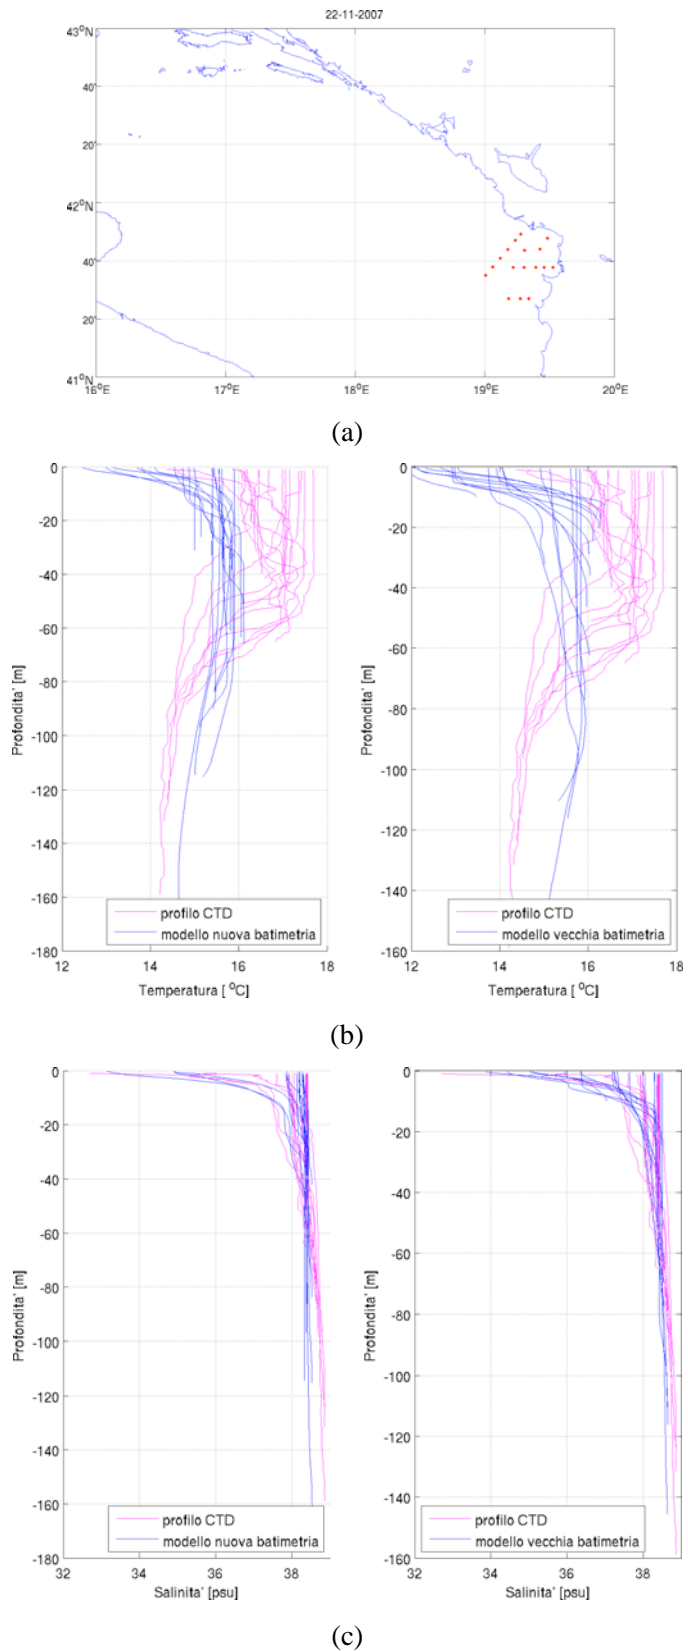 22-11-2007
43°N
40'
20'
42°N
40'
20'
41°N
16°E 17°E 18°E 19°E 20°E
(a)
0
-20
-40
-60
-80
-100
-120
-140
-160
-180
Profondita' [m]
profilo CTD
modello nuova batimetria
12 14 16 18
Temperatura [ °C]
0
-20
-40
-60
-80
-100
-120
-140
-160
Profondita' [m]
profilo CTD
modello vecchia batimetria
12 14 16 18
Temperatura [ °C]
(b)
0
-20
-40
-60
-80
-100
-120
-140
-160
-180
Profondita' [m]
profilo CTD
modello nuova batimetria
32 34 36 38
Salinita' [psu]
0
-20
-40
-60
-80
-100
-120
-140
-160
Profondita' [m]
profilo CTD
modello vecchia batimetria
32 34 36 38
Salinita' [psu]
(c)